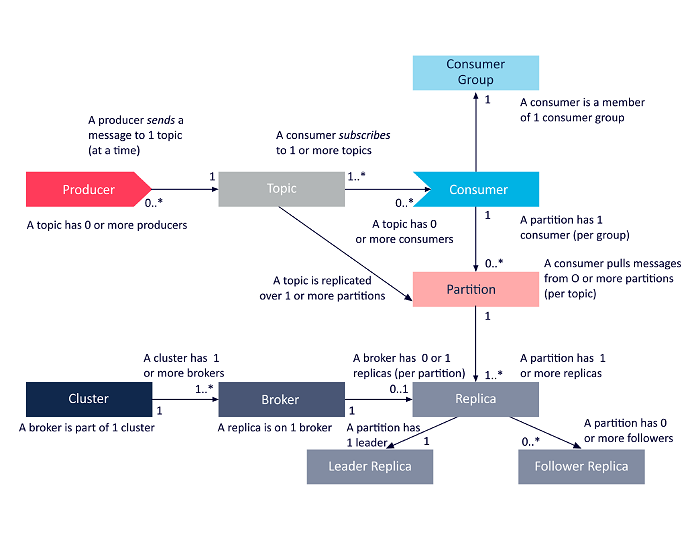 Consumer
Group
1
A consumer is a member
of 1 consumer group
A producer sends a
message to 1 topic
(at a time)
A consumer subscribes
to 1 or more topics
Producer
1
0..*
Topic
1..*
0..*
Consumer
A topic has 0 or more producers
A topic has 0
or more consumers
1
A partition has 1
consumer (per group)
0..*
A consumer pulls messages
from O or more partitions
(per topic)
A topic is replicated
over 1 or more partitions
Partition
1
A cluster has 1
or more brokers
A broker has 0 or 1
replicas (per partition)
A partition has 1
or more replicas
1..*
Cluster
1..*
1
Broker
0..1
1
Replica
A broker is part of 1 cluster
A replica is on 1 broker
A partition has
1 leader
1
0..*
A partition has 0
or more followers
Leader Replica
Follower Replica